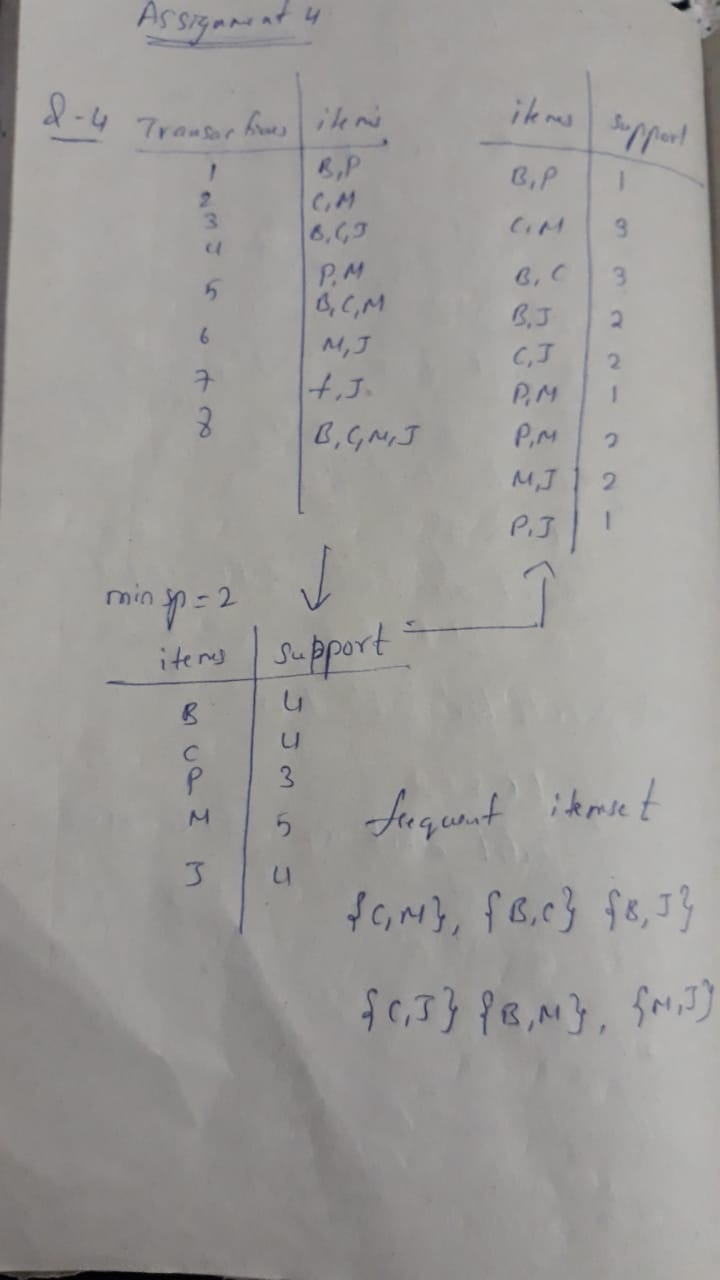 Assignment 4
Q-4 Transactions items
1 B,P
2 C,M
3 B,C,J
4 P,M
5 B,C,M
6 M,J
7 J
8 B,C,M,J
items support
B,P 1
C,M 3
B,C 3
B,J 2
C,J 2
P,M 1
P,M 2
M,J 2
P,J 1
min sp = 2
items support
B 4
C 4
P 3
M 5
J 4
frequent itemset
{C,M}, {B,C} {B,J}
{C,J} {B,M}, {M,J}